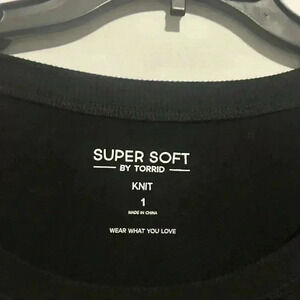 SUPER SOFT
BY TORRID
KNIT
1
MADE IN CHINA
WEAR WHAT YOU LOVE